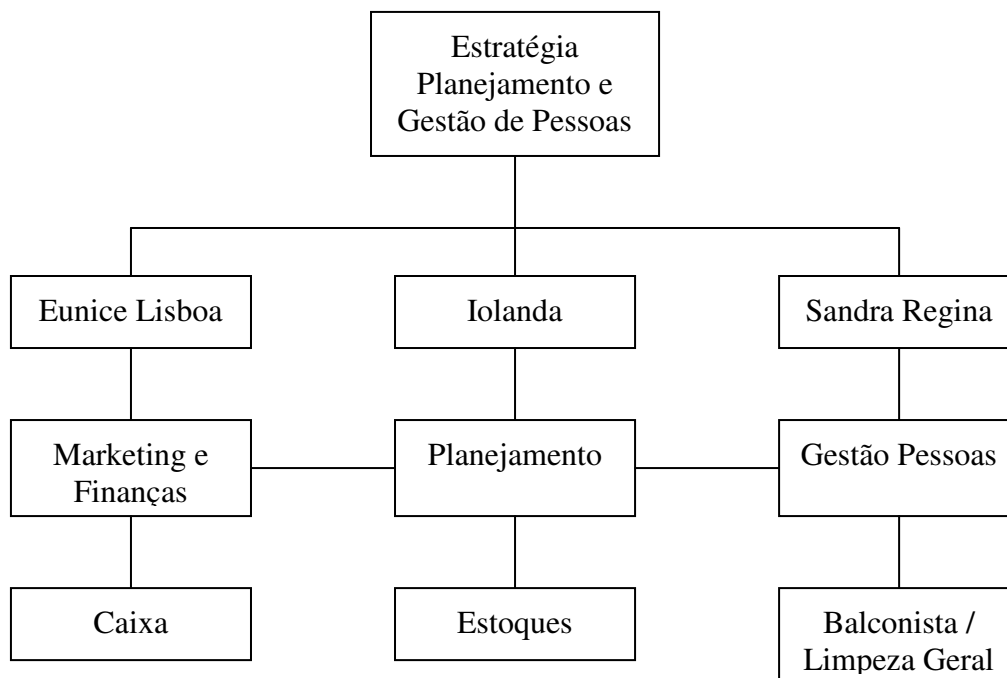 Estratégia
Planejamento e
Gestão de Pessoas
Eunice Lisboa
Iolanda
Sandra Regina
Marketing e
Finanças
Planejamento
Gestão Pessoas
Caixa
Estoques
Balconista /
Limpeza Geral